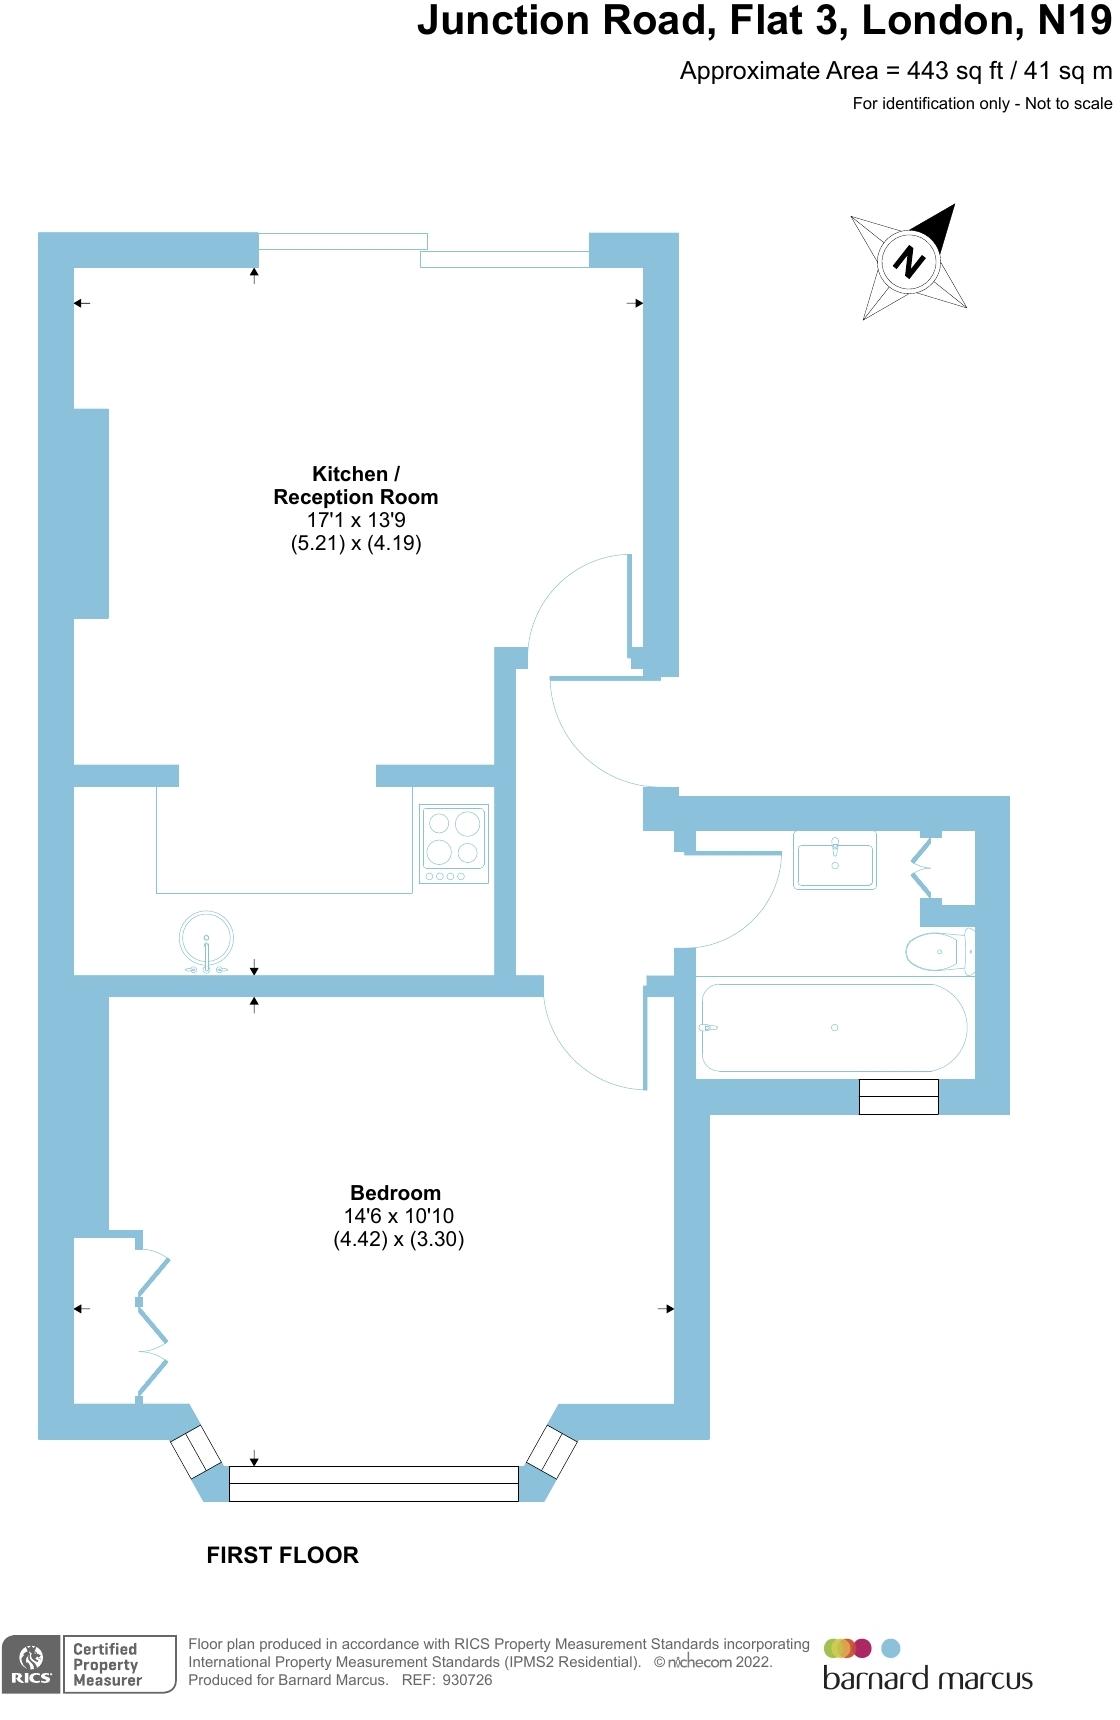 Junction Road, Flat 3, London, N19
Approximate Area = 443 sq ft / 41 sq m
For identification only - Not to scale
N
Kitchen /
Reception Room
17'1 x 13'9
(5.21) x (4.19)
Bedroom
14'6 x 10'10
(4.42) x (3.30)
FIRST FLOOR
RICS
Certified
Property
Measurer
Floor plan produced in accordance with RICS Property Measurement Standards incorporating
International Property Measurement Standards (IPMS2 Residential). © nichecom 2022.
Produced for Barnard Marcus. REF: 930726
barnard marcus